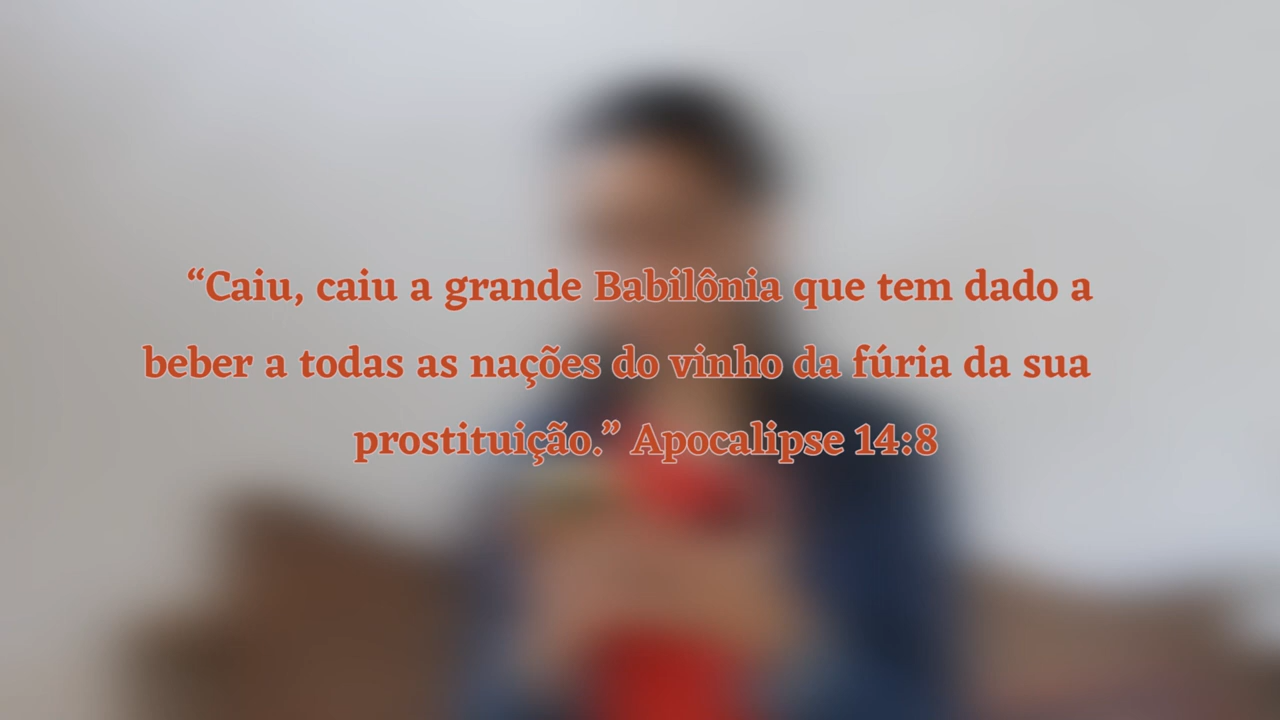 “Caiu, caiu a grande Babilônia que tem dado a
beber a todas as nações do vinho da fúria da sua
prostituição.” Apocalipse 14:8